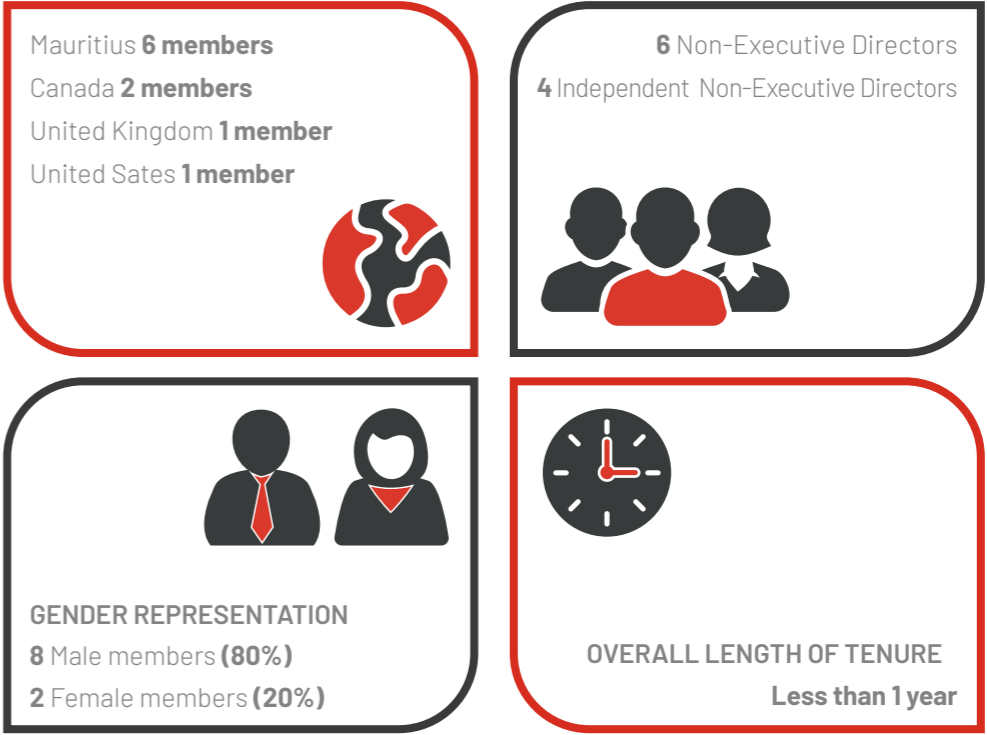 Mauritius 6 members
Canada 2 members
United Kingdom 1 member
United Sates 1 member
6 Non-Executive Directors
4 Independent Non-Executive Directors
GENDER REPRESENTATION
8 Male members (80%)
2 Female members (20%)
OVERALL LENGTH OF TENURE
Less than 1 year